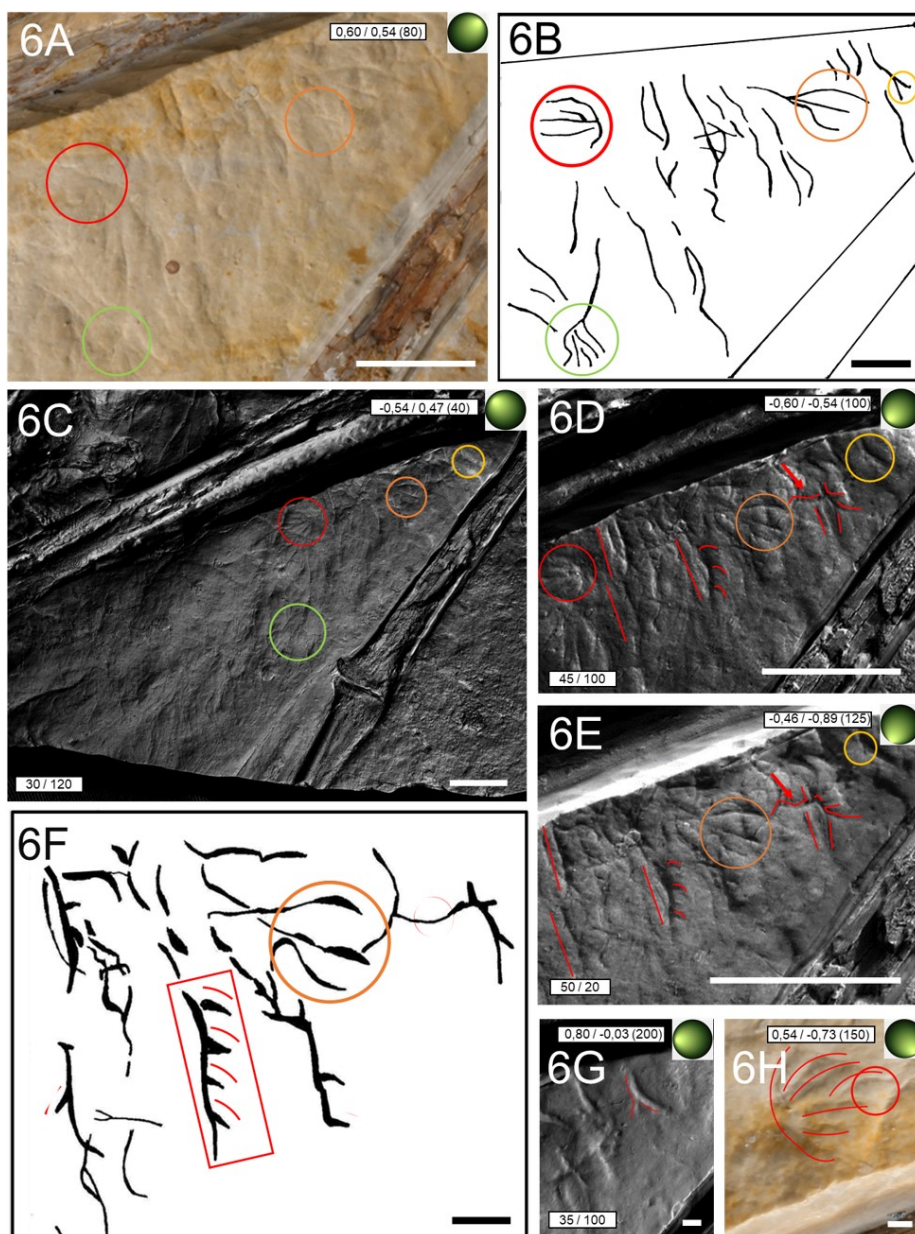 6A
0,60 / 0,54 (80)
6B
6C
-0,54 / 0,47 (40)
30 / 120
6D
-0,60 / -0,54 (100)
45 / 100
6E
-0,46 / -0,89 (125)
50 / 20
6F
6G
0,80 / -0,03 (200)
35 / 100
6H
0,54 / -0,73 (150)